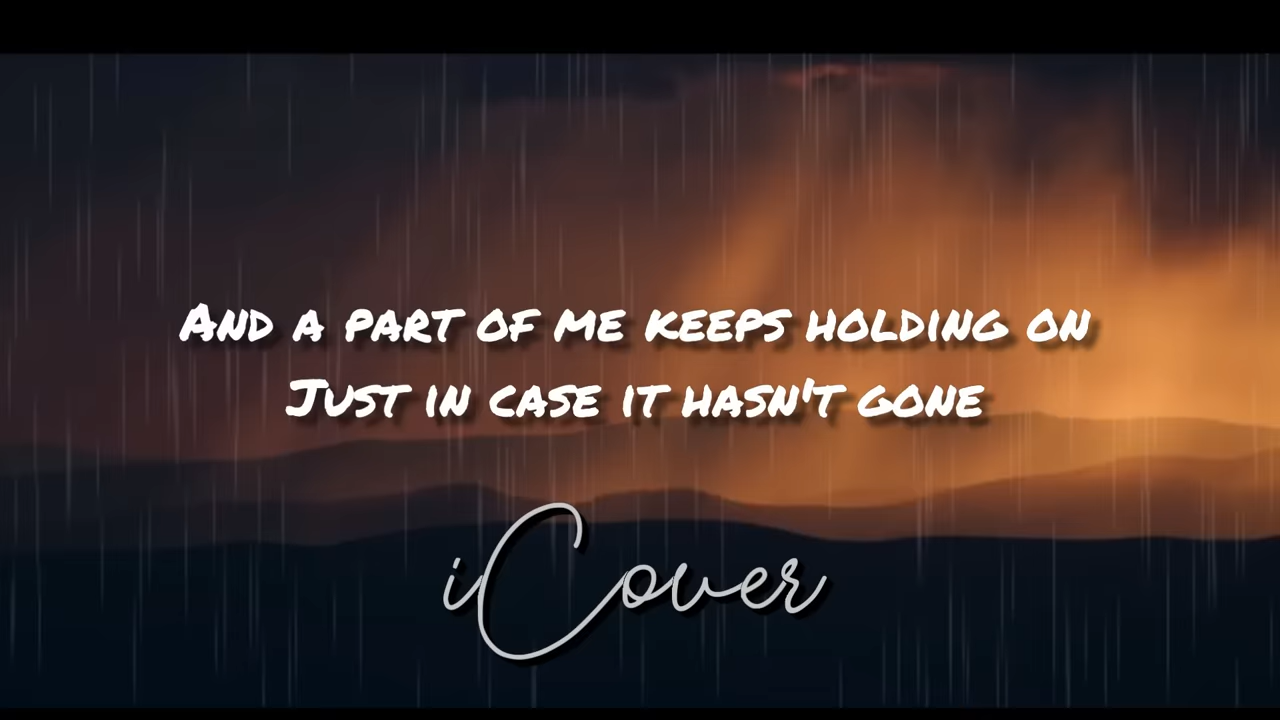 And a part of me keeps holding on
Just in case it hasn't gone
iCover